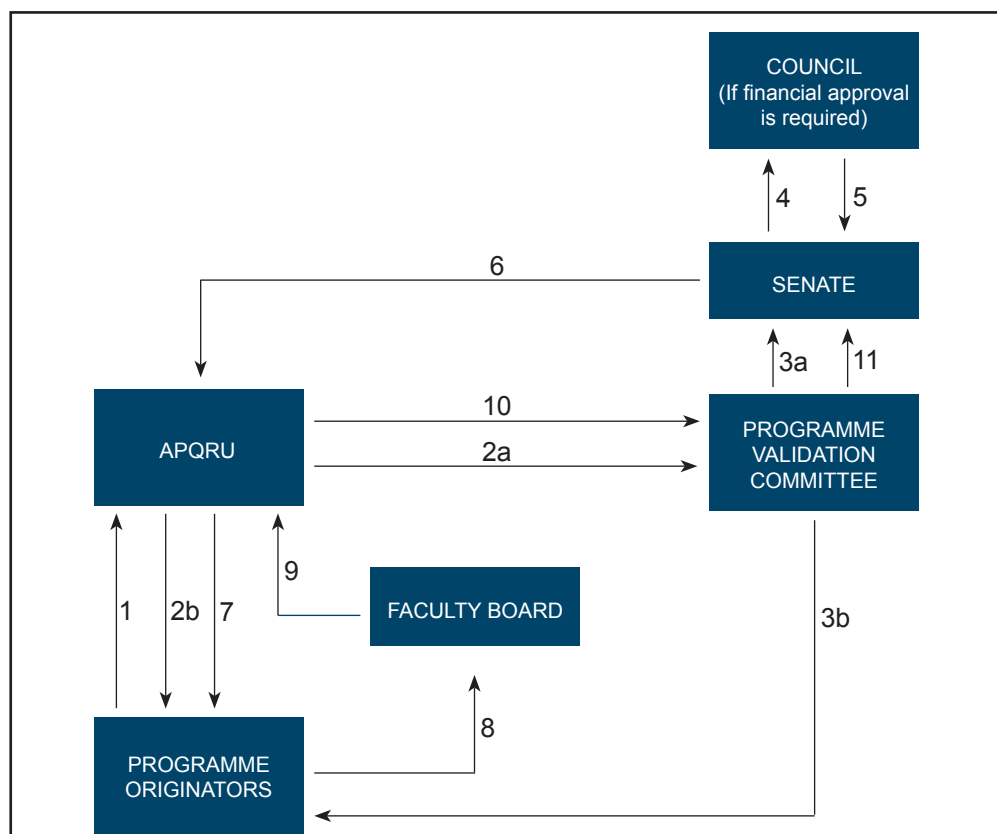 COUNCIL
(If financial approval
is required)
4
5
6
SENATE
3a
11
10
APQRU
2a
PROGRAMME
VALIDATION
COMMITTEE
9
1
2b
7
FACULTY BOARD
3b
8
PROGRAMME
ORIGINATORS